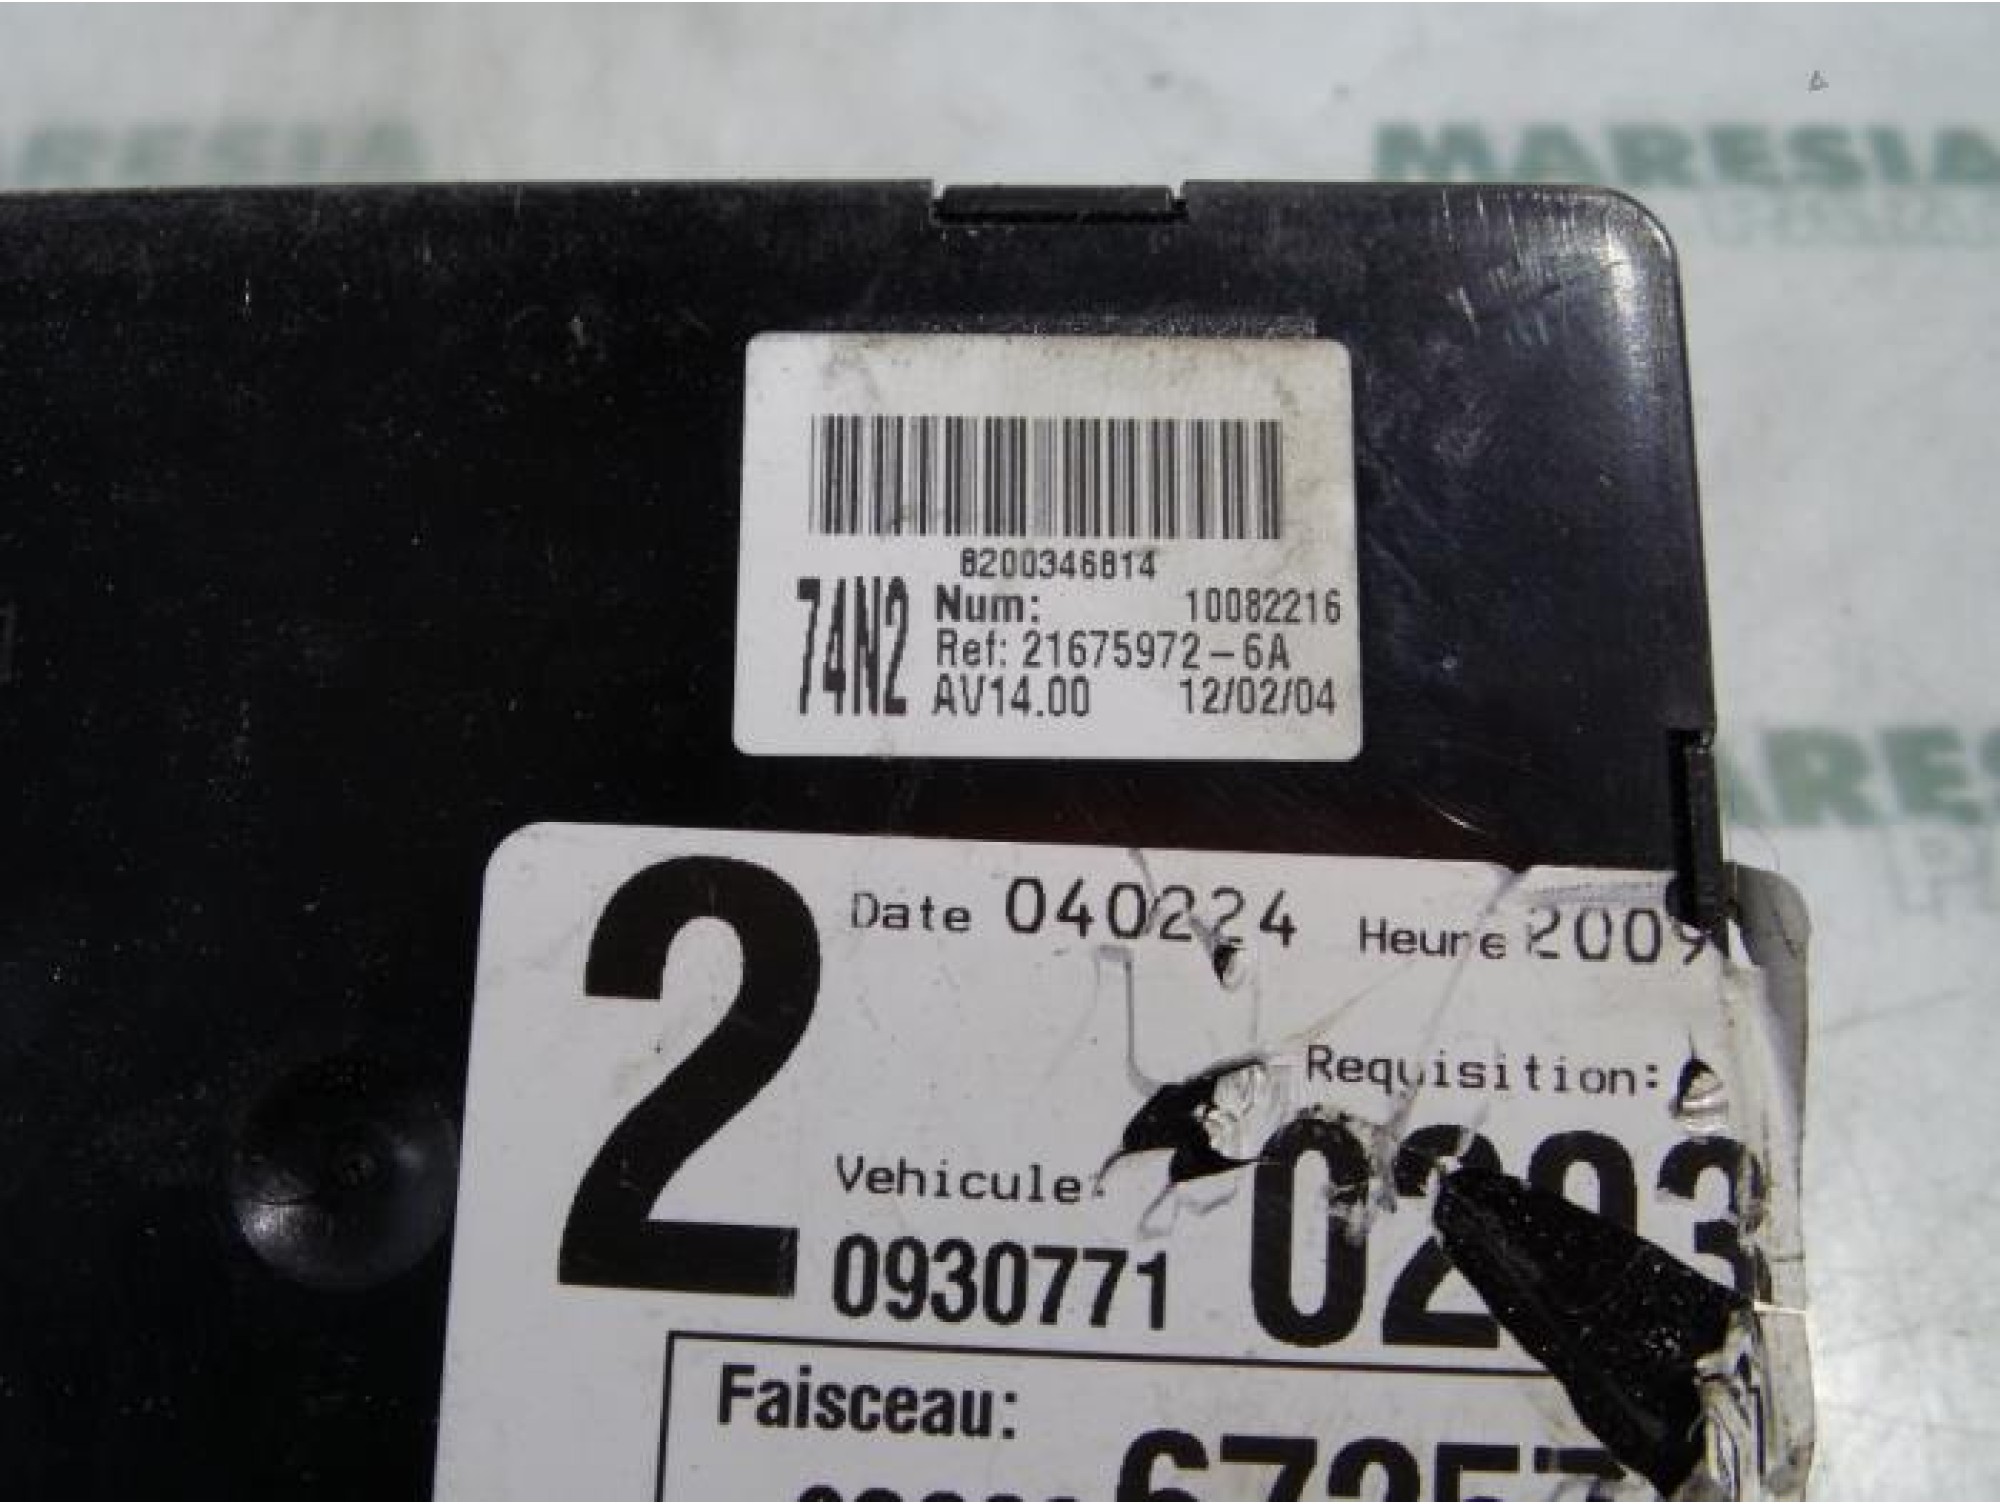 MARESIA
8200346814
74N2
Num: 10082216
Ref: 21675972-6A
AV14.00 12/02/04
2
Date 040224 Heure 2009
Requisition:
Vehicule:
0930771
Faisceau: